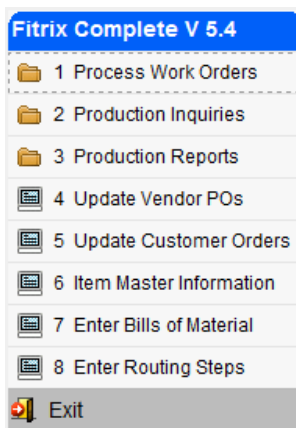 Fitrix Complete V 5.4
1 Process Work Orders
2 Production Inquiries
3 Production Reports
4 Update Vendor POs
5 Update Customer Orders
6 Item Master Information
7 Enter Bills of Material
8 Enter Routing Steps
Exit